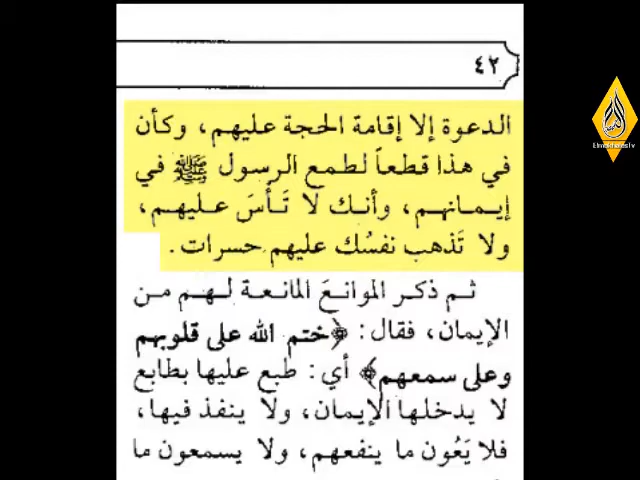 ٤٢
الدعوة إلا إقامة الحجة عليهم، وكأن
في هذا قطعاً لطمع الرسول ﷺ في
إيمانهم، وأنك لا تَأْسَ عليهم،
ولا تَذهب نفسُك عليهم حسرات.
ثم ذكر الموانعَ المانعة لهم من
الإيمان، فقال: ﴿ختم الله على قلوبهم
وعلى سمعهم﴾ أي: طبع عليها بطابع
لا يدخلها الإيمان، ولا ينفذ فيها،
فلا يَعُون ما ينفعهم، ولا يسمعون ما
Elmokhalestv